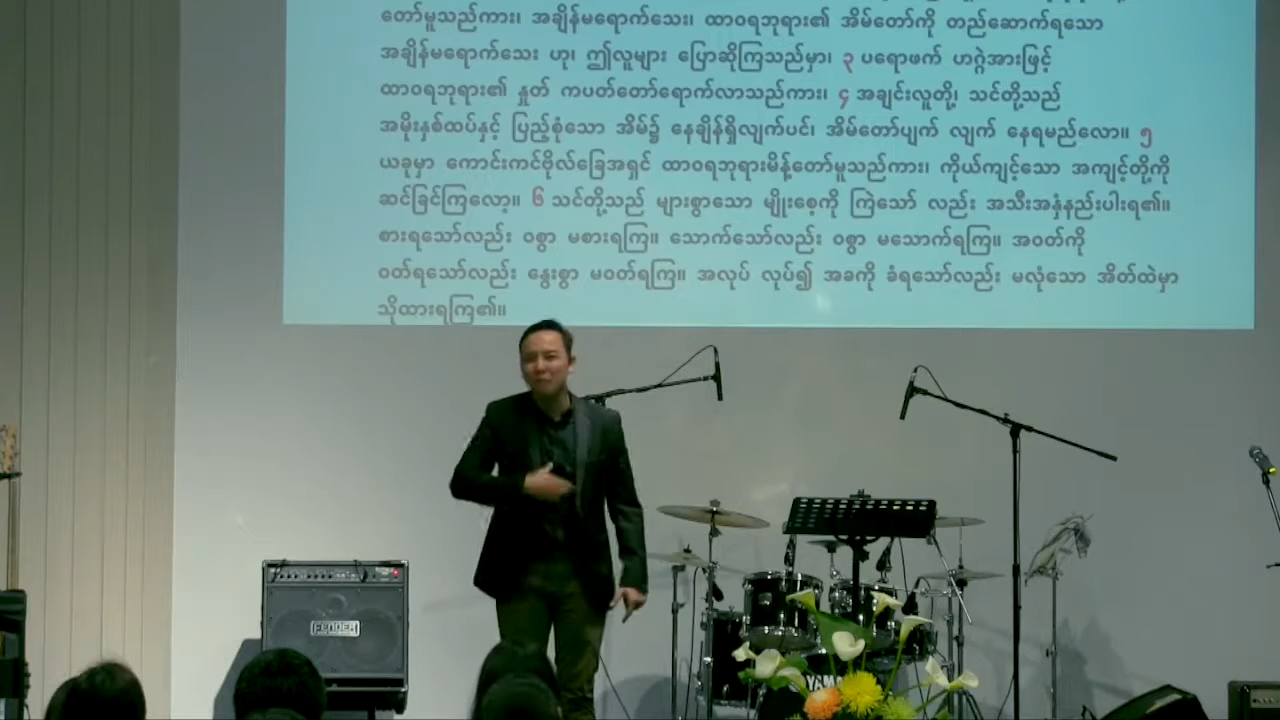 တော်မူသည်ကား၊ အချိန်မရောက်သေး၊ ထာဝရဘုရား၏ အိမ်တော်ကို တည်ဆောက်ရသော
အချိန်မရောက်သေး ဟု၊ ဤလူများ ပြောဆိုကြသည်မှာ၊ ၃ ပရောဖက် ဟဂ္ဂဲအားဖြင့်
ထာဝရဘုရား၏ နှုတ် ကပတ်တော်ရောက်လာသည်ကား၊ ၄ အချင်းလူတို့၊ သင်တို့သည်
အမိုးနှစ်ထပ်နှင့် ပြည့်စုံသော အိမ်၌ နေချိန်ရှိလျက်ပင်၊ အိမ်တော်ပျက် လျက် နေရမည်လော။ ၅
ယခုမှာ ကောင်းကင်ဗိုလ်ခြေအရှင် ထာဝရဘုရားမိန့်တော်မူသည်ကား၊ ကိုယ်ကျင့်သော အကျင့်တို့ကို
ဆင်ခြင်ကြလော့။ ၆ သင်တို့သည် များစွာသော မျိုးစေ့ကို ကြဲသော် လည်း အသီးအနှံနည်းပါးရ၏။
စားရသော်လည်း ဝစွာ မစားရကြ။ သောက်သော်လည်း ဝစွာ မသောက်ရကြ။ အဝတ်ကို
ဝတ်ရသော်လည်း နွေးစွာ မဝတ်ရကြ။ အလုပ် လုပ်၍ အခကို ခံရသော်လည်း မလုံသော အိတ်ထဲမှာ
သိုထားရကြ၏။
FENDER
YAMA